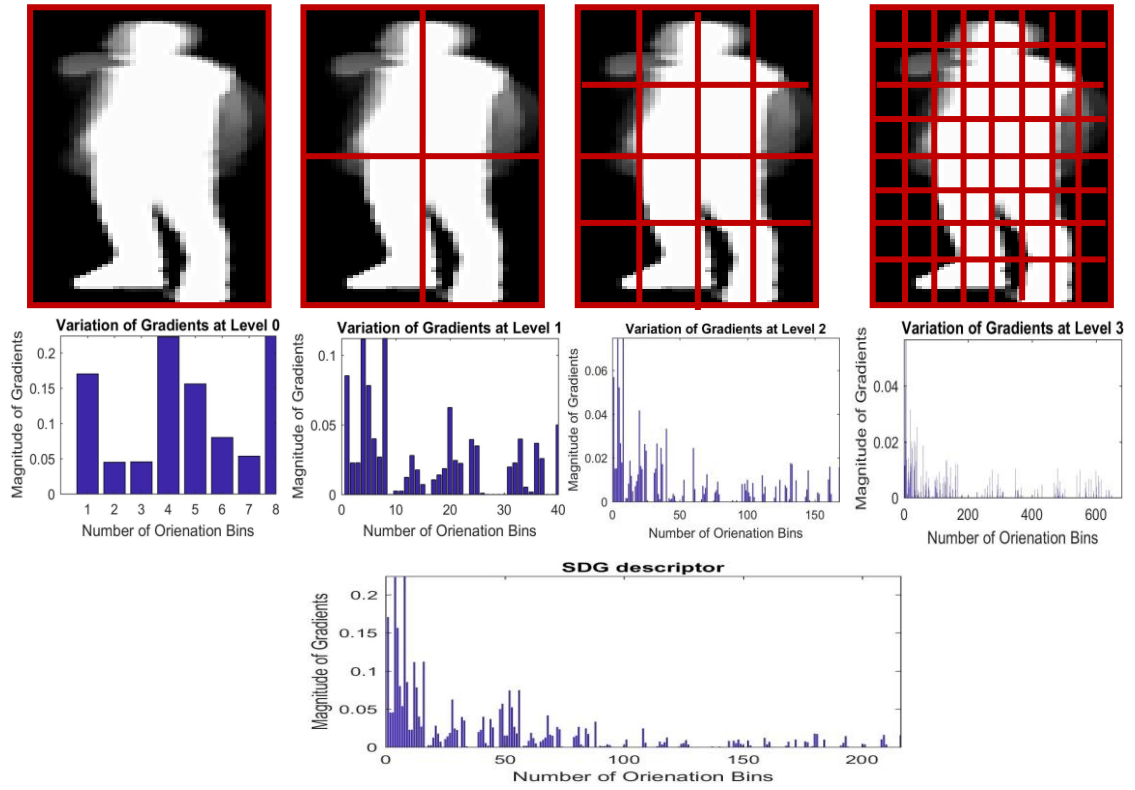 Variation of Gradients at Level 0
Magnitude of Gradients
0.2
0.15
0.1
0.05
0
1 2 3 4 5 6 7 8
Number of Orienation Bins
Variation of Gradients at Level 1
Magnitude of Gradients
0.1
0.05
0
0 10 20 30 40
Number of Orienation Bins
Variation of Gradients at Level 2
Magnitude of Gradients
0.06
0.04
0.02
0
0 50 100 150
Number of Orienation Bins
Variation of Gradients at Level 3
Magnitude of Gradients
0.04
0.02
0
0 200 400 600
Number of Orienation Bins
SDG descriptor
Magnitude of Gradients
0.2
0.15
0.1
0.05
0
0 50 100 150 200
Number of Orienation Bins